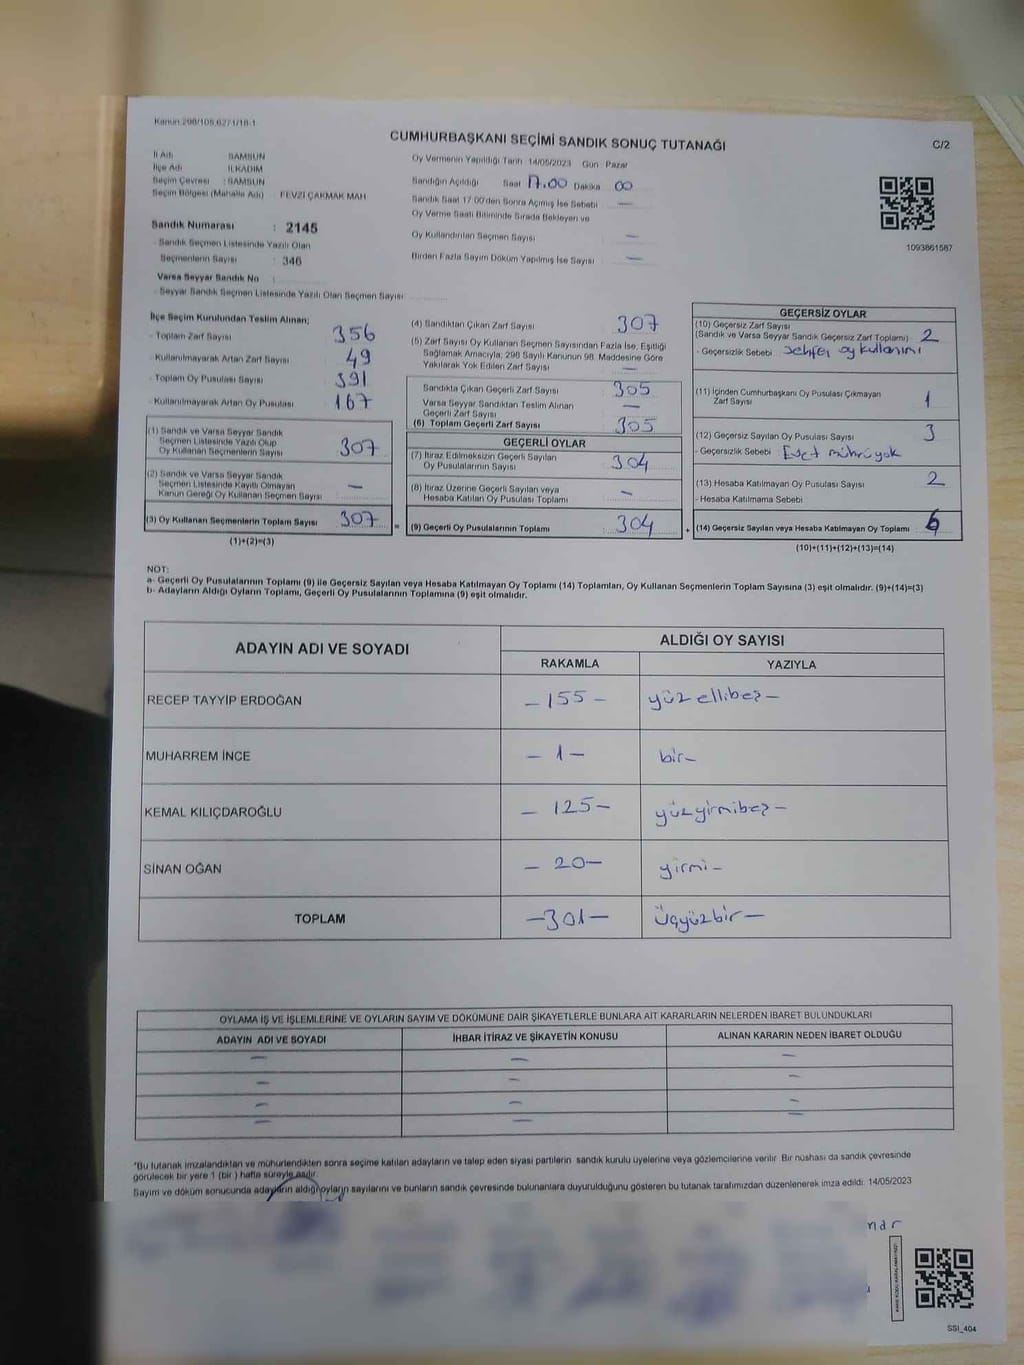 Kanun 298/105,6271/18-1
CUMHURBAŞKANI SEÇİMİ SANDIK SONUÇ TUTANAĞI
C/2
İl Adı SAMSUN
İlçe Adı İLKADIM
Seçim Çevresi : SAMSUN
Seçim Bölgesi (Mahalle Adı) : FEVZİ ÇAKMAK MAH
Sandık Numarası : 2145
- Sandık Seçmen Listesinde Yazılı Olan
Seçmenlerin Sayısı : 346
Varsa Seyyar Sandık No :
- Seyyar Sandık Seçmen Listesinde Yazılı Olan Seçmen Sayısı :
Oy Vermenin Yapıldığı Tarih 14/05/2023 Gün Pazar
Sandığın Açıldığı Saat 17.00 Dakika 00
Sandık Saat 17:00'den Sonra Açılmış İse Sebebi —
Oy Verme Saati Bitiminde Sırada Bekleyen ve
Oy Kullandırılan Seçmen Sayısı —
Birden Fazla Sayım Döküm Yapılmış İse Sayısı —
1093861587
İlçe Seçim Kurulundan Teslim Alınan;
- Toplam Zarf Sayısı 356
- Kullanılmayarak Artan Zarf Sayısı 49
- Toplam Oy Pusulası Sayısı 391
- Kullanılmayarak Artan Oy Pusulası 167
(1) Sandık ve Varsa Seyyar Sandık
Seçmen Listesinde Yazılı Olup
Oy Kullanan Seçmenlerin Sayısı 307
(2) Sandık ve Varsa Seyyar Sandık
Seçmen Listesinde Kayıtlı Olmayan
Kanun Gereği Oy Kullanan Seçmen Sayısı —
(3) Oy Kullanan Seçmenlerin Toplam Sayısı 307
(1)+(2)=(3)
(4) Sandıktan Çıkan Zarf Sayısı 307
(5) Zarf Sayısı Oy Kullanan Seçmen Sayısından Fazla İse, Eşitliği
Sağlamak Amacıyla; 298 Sayılı Kanunun 98. Maddesine Göre
Yakılarak Yok Edilen Zarf Sayısı —
Sandıkta Çıkan Geçerli Zarf Sayısı 305
Varsa Seyyar Sandıktan Teslim Alınan
Geçerli Zarf Sayısı —
(6) Toplam Geçerli Zarf Sayısı 305
GEÇERLİ OYLAR
(7) İtiraz Edilmeksizin Geçerli Sayılan
Oy Pusulalarının Sayısı 304
(8) İtiraz Üzerine Geçerli Sayılan veya
Hesaba Katılan Oy Pusulası Toplamı —
= (9) Geçerli Oy Pusulalarının Toplamı 304
GEÇERSİZ OYLAR
(10) Geçersiz Zarf Sayısı
(Sandık ve Varsa Seyyar Sandık Geçersiz Zarf Toplamı) 2
- Geçersizlik Sebebi oy kullanımı
(11) İçinden Cumhurbaşkanı Oy Pusulası Çıkmayan
Zarf Sayısı 1
(12) Geçersiz Sayılan Oy Pusulası Sayısı 3
- Geçersizlik Sebebi Evet mührü yok
(13) Hesaba Katılmayan Oy Pusulası Sayısı 2
- Hesaba Katılmama Sebebi
+ (14) Geçersiz Sayılan veya Hesaba Katılmayan Oy Toplamı 6
(10)+(11)+(12)+(13)=(14)
NOT:
a- Geçerli Oy Pusulalarının Toplamı (9) ile Geçersiz Sayılan veya Hesaba Katılmayan Oy Toplamı (14) Toplamları, Oy Kullanan Seçmenlerin Toplam Sayısına (3) eşit olmalıdır. (9)+(14)=(3)
b- Adayların Aldığı Oyların Toplamı, Geçerli Oy Pusulalarının Toplamına (9) eşit olmalıdır.
ADAYIN ADI VE SOYADI
ALDIĞI OY SAYISI
RAKAMLA YAZIYLA
RECEP TAYYİP ERDOĞAN – 155 – yüz ellibeş –
MUHARREM İNCE – 1 – bir –
KEMAL KILIÇDAROĞLU – 125 – yüzyirmibeş –
SİNAN OĞAN – 20 – yirmi –
TOPLAM – 301 – Üçyüzbir –
OYLAMA İŞ VE İŞLEMLERİNE VE OYLARIN SAYIM VE DÖKÜMÜNE DAİR ŞİKAYETLERLE BUNLARA AİT KARARLARIN NELERDEN İBARET BULUNDUKLARI
ADAYIN ADI VE SOYADI İHBAR İTİRAZ VE ŞİKAYETİN KONUSU ALINAN KARARIN NEDEN İBARET OLDUĞU
— — —
— — —
— — —
— — —
"Bu tutanak imzalandıktan ve mühürlendikten sonra seçime katılan adayların ve talep eden siyasi partilerin sandık kurulu üyelerine veya gözlemcilerine verilir. Bir nüshası da sandık çevresinde
görülecek bir yere 1 (bir) hafta süreyle asılır.
Sayım ve döküm sonucunda adayların aldığı oyların sayılarını ve bunların sandık çevresinde bulunanlara duyurulduğunu gösteren bu tutanak tarafımızdan düzenlenerek imza edildi. 14/05/2023
SSI_404